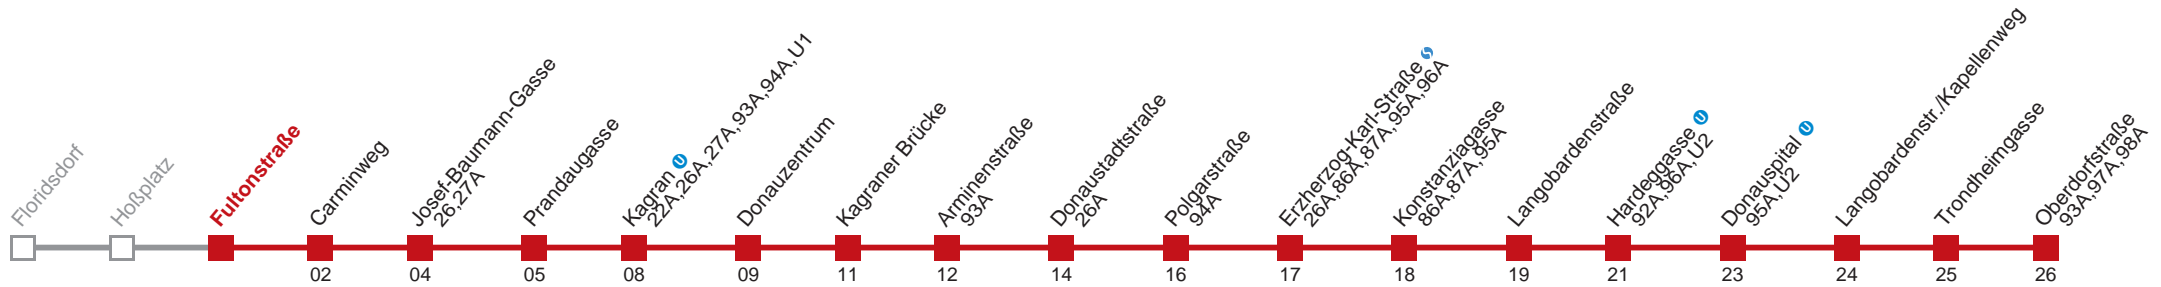 Floridsdorf
Hoßplatz
Fultonstraße
Carminweg
02
Josef-Baumann-Gasse
26,27A
04
Prandaugasse
05
Kagran U
22A,26A,27A,93A,94A,U1
08
Donauzentrum
09
Kagraner Brücke
11
Arminenstraße
93A
12
Donaustadtstraße
26A
14
Polgarstraße
94A
16
Erzherzog-Karl-Straße S
26A,86A,87A,95A,96A
17
Konstanziagasse
86A,87A,95A
18
Langobardenstraße
19
Hardeggasse U
92A,96A,U2
21
Donauspital U
95A,U2
23
Langobardenstr./Kapellenweg
24
Trondheimgasse
25
Oberdorfstraße
93A,97A,98A
26